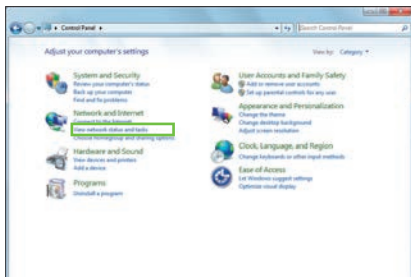 Control Panel
Search Control Panel
Adjust your computer's settings
View by: Category
System and Security
Review your computer's status
Back up your computer
Find and fix problems
Network and Internet
Connect to the Internet
View network status and tasks
Choose homegroup and sharing options
Hardware and Sound
View devices and printers
Add a device
Programs
Uninstall a program
User Accounts and Family Safety
Add or remove user accounts
Set up parental controls for any user
Appearance and Personalization
Change the theme
Change desktop background
Adjust screen resolution
Clock, Language, and Region
Change keyboards or other input methods
Ease of Access
Let Windows suggest settings
Optimize visual display